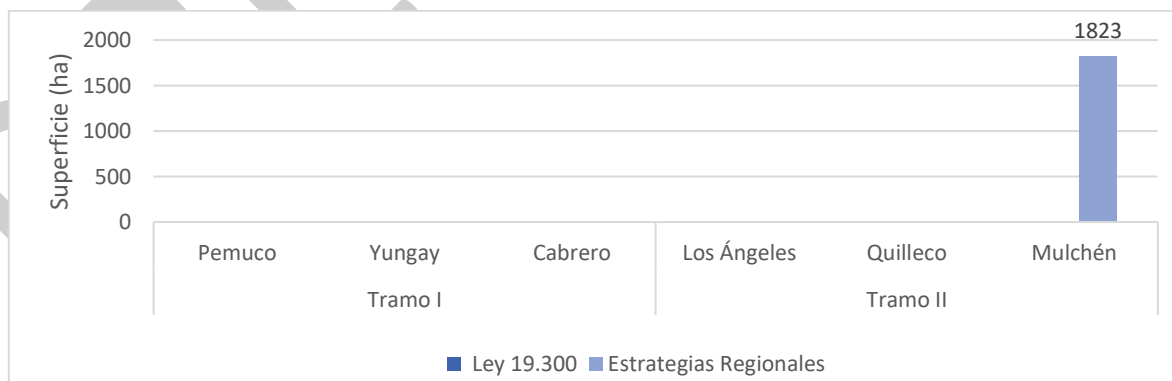 Superficie (ha)
2000
1500
1000
500
0
1823
Pemuco Yungay Cabrero Los Ángeles Quilleco Mulchén
Tramo I Tramo II
Ley 19.300 Estrategias Regionales